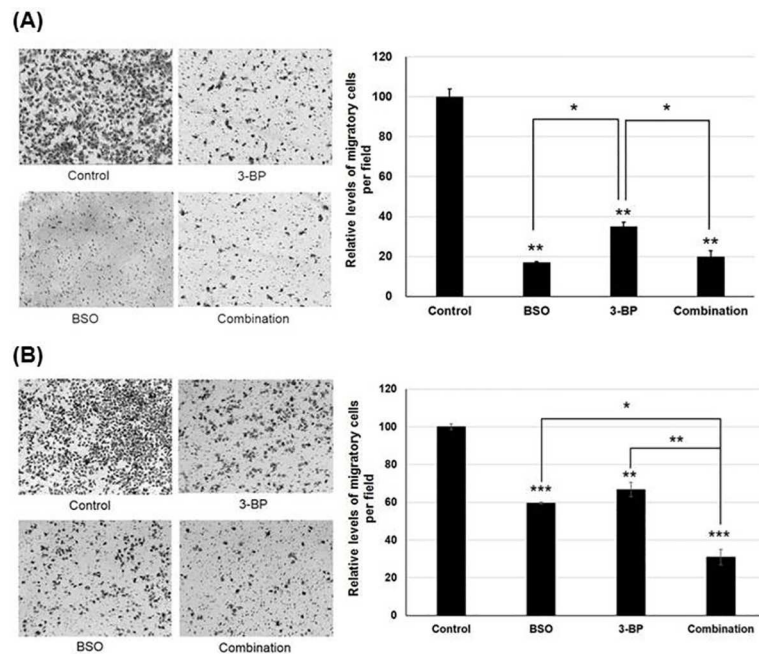 (A)
Control
3-BP
BSO
Combination
Relative levels of migratory cells
per field
120
100
80
60
40
20
0
*
*
**
**
**
Control
BSO
3-BP
Combination
(B)
Control
3-BP
BSO
Combination
Relative levels of migratory cells
per field
120
100
80
60
40
20
0
*
**
***
**
***
Control
BSO
3-BP
Combination